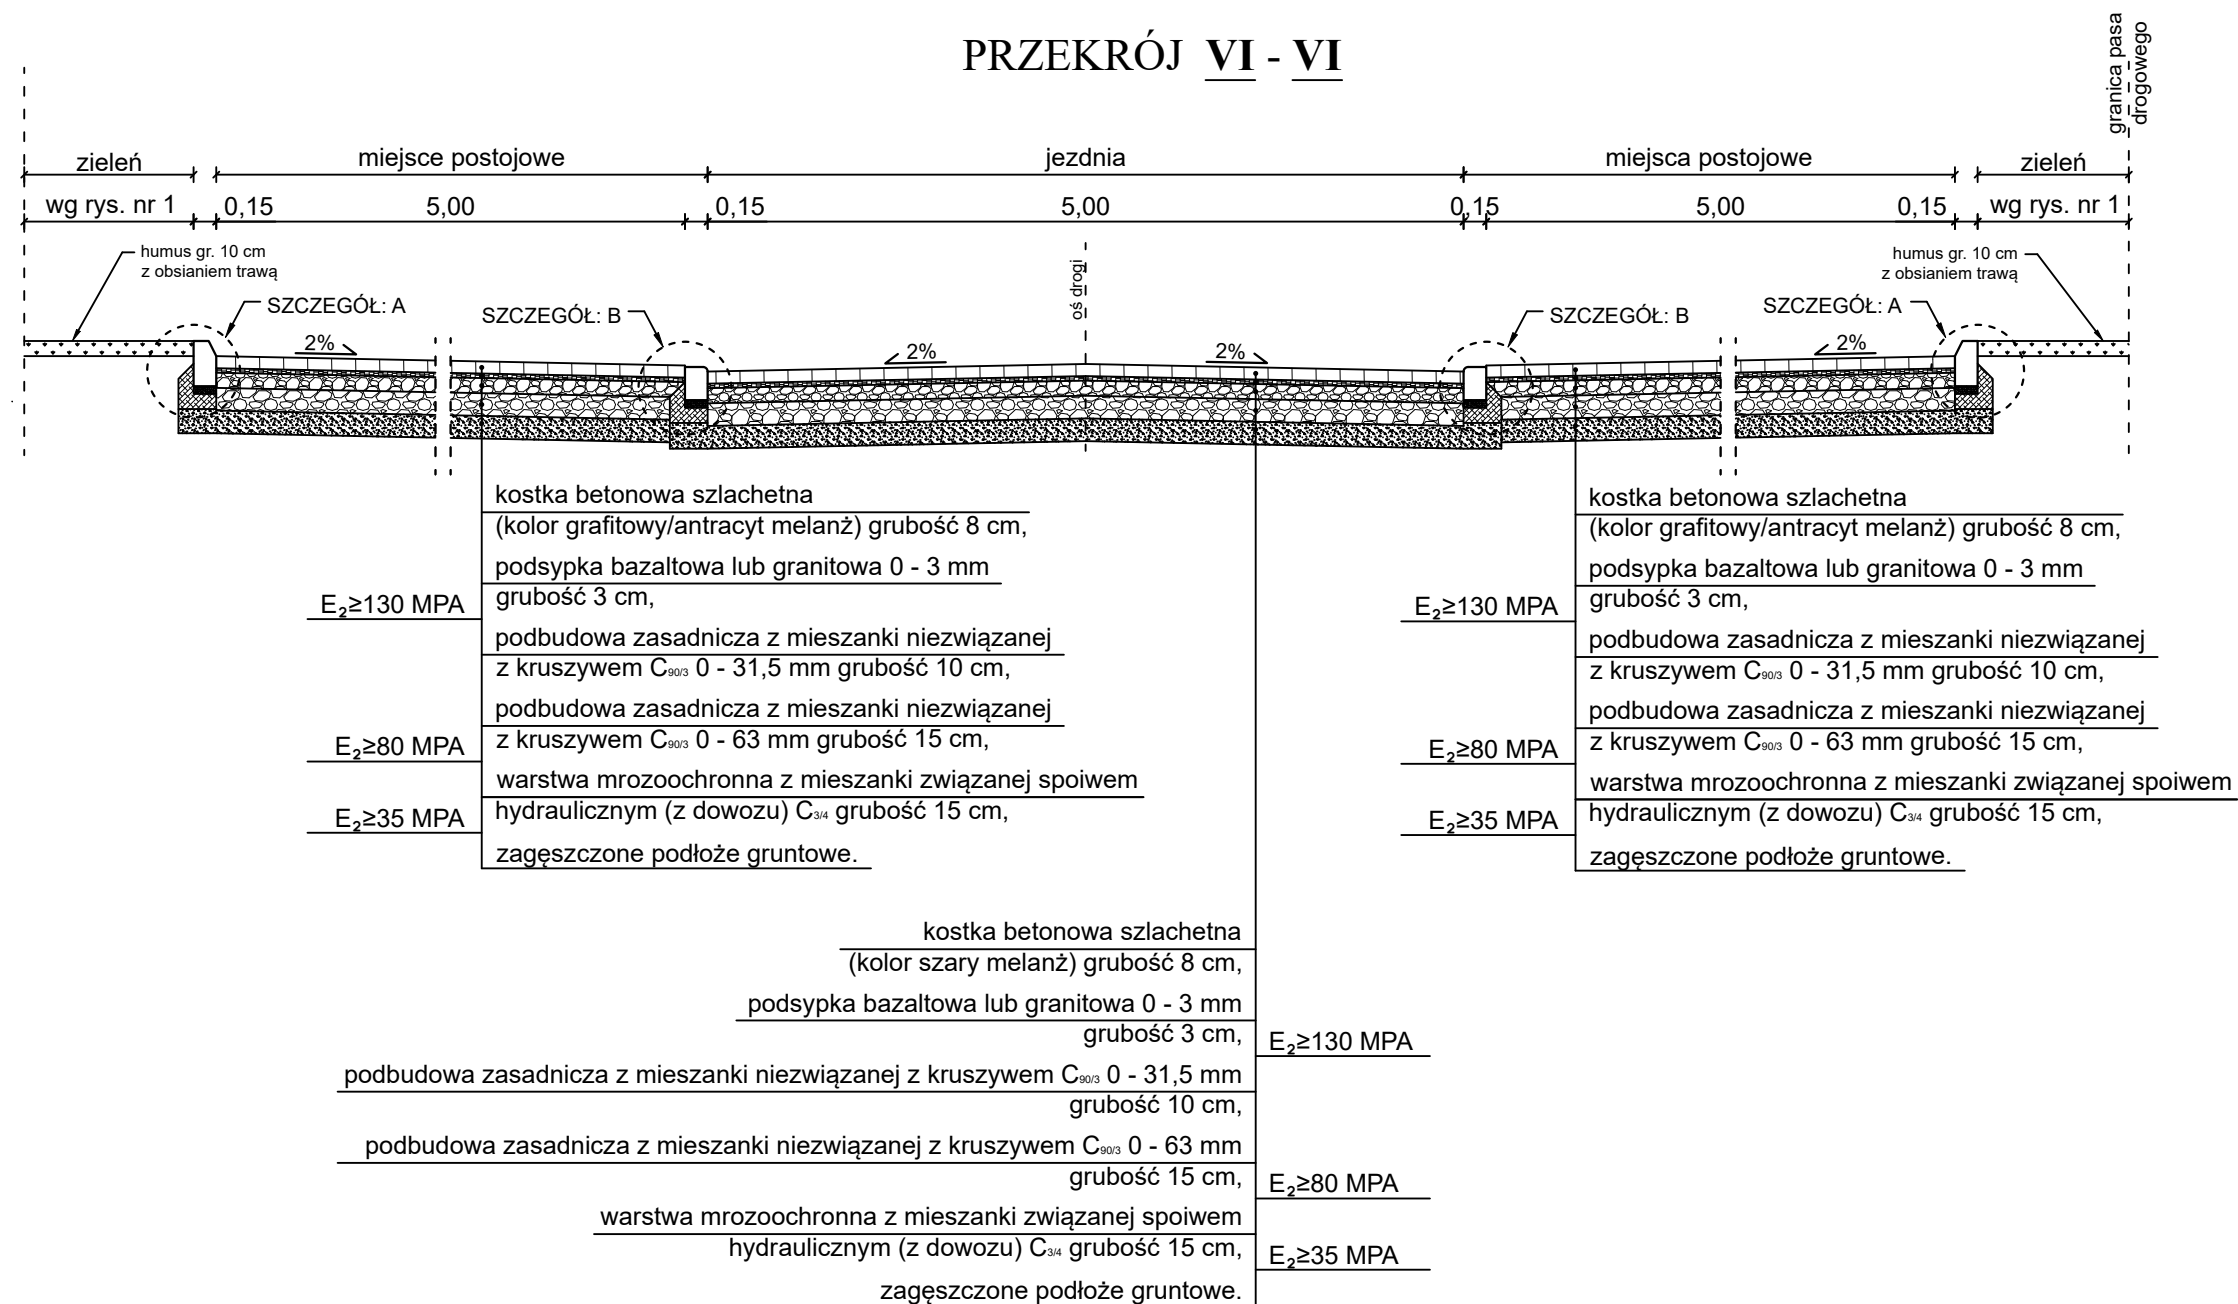 PRZEKRÓJ VI - VI
granica pasa
drogowego
zieleń
miejsce postojowe
jezdnia
miejsca postojowe
zieleń
wg rys. nr 1
0,15
5,00
0,15
5,00
0,15
5,00
0,15
wg rys. nr 1
humus gr. 10 cm
z obsianiem trawą
SZCZEGÓŁ: A
SZCZEGÓŁ: B
oś drogi
SZCZEGÓŁ: B
SZCZEGÓŁ: A
humus gr. 10 cm
z obsianiem trawą
2%
2%
2%
2%
kostka betonowa szlachetna
(kolor grafitowy/antracyt melanż) grubość 8 cm,
podsypka bazaltowa lub granitowa 0 - 3 mm
grubość 3 cm,
E₂≥130 MPA
podbudowa zasadnicza z mieszanki niezwiązanej
z kruszywem C90/3 0 - 31,5 mm grubość 10 cm,
podbudowa zasadnicza z mieszanki niezwiązanej
z kruszywem C90/3 0 - 63 mm grubość 15 cm,
E₂≥80 MPA
warstwa mrozoochronna z mieszanki związanej spoiwem
hydraulicznym (z dowozu) C3/4 grubość 15 cm,
E₂≥35 MPA
zagęszczone podłoże gruntowe.
kostka betonowa szlachetna
(kolor grafitowy/antracyt melanż) grubość 8 cm,
podsypka bazaltowa lub granitowa 0 - 3 mm
grubość 3 cm,
E₂≥130 MPA
podbudowa zasadnicza z mieszanki niezwiązanej
z kruszywem C90/3 0 - 31,5 mm grubość 10 cm,
podbudowa zasadnicza z mieszanki niezwiązanej
z kruszywem C90/3 0 - 63 mm grubość 15 cm,
E₂≥80 MPA
warstwa mrozoochronna z mieszanki związanej spoiwem
hydraulicznym (z dowozu) C3/4 grubość 15 cm,
E₂≥35 MPA
zagęszczone podłoże gruntowe.
kostka betonowa szlachetna
(kolor szary melanż) grubość 8 cm,
podsypka bazaltowa lub granitowa 0 - 3 mm
grubość 3 cm,
E₂≥130 MPA
podbudowa zasadnicza z mieszanki niezwiązanej z kruszywem C90/3 0 - 31,5 mm
grubość 10 cm,
podbudowa zasadnicza z mieszanki niezwiązanej z kruszywem C90/3 0 - 63 mm
grubość 15 cm,
E₂≥80 MPA
warstwa mrozoochronna z mieszanki związanej spoiwem
hydraulicznym (z dowozu) C3/4 grubość 15 cm,
E₂≥35 MPA
zagęszczone podłoże gruntowe.